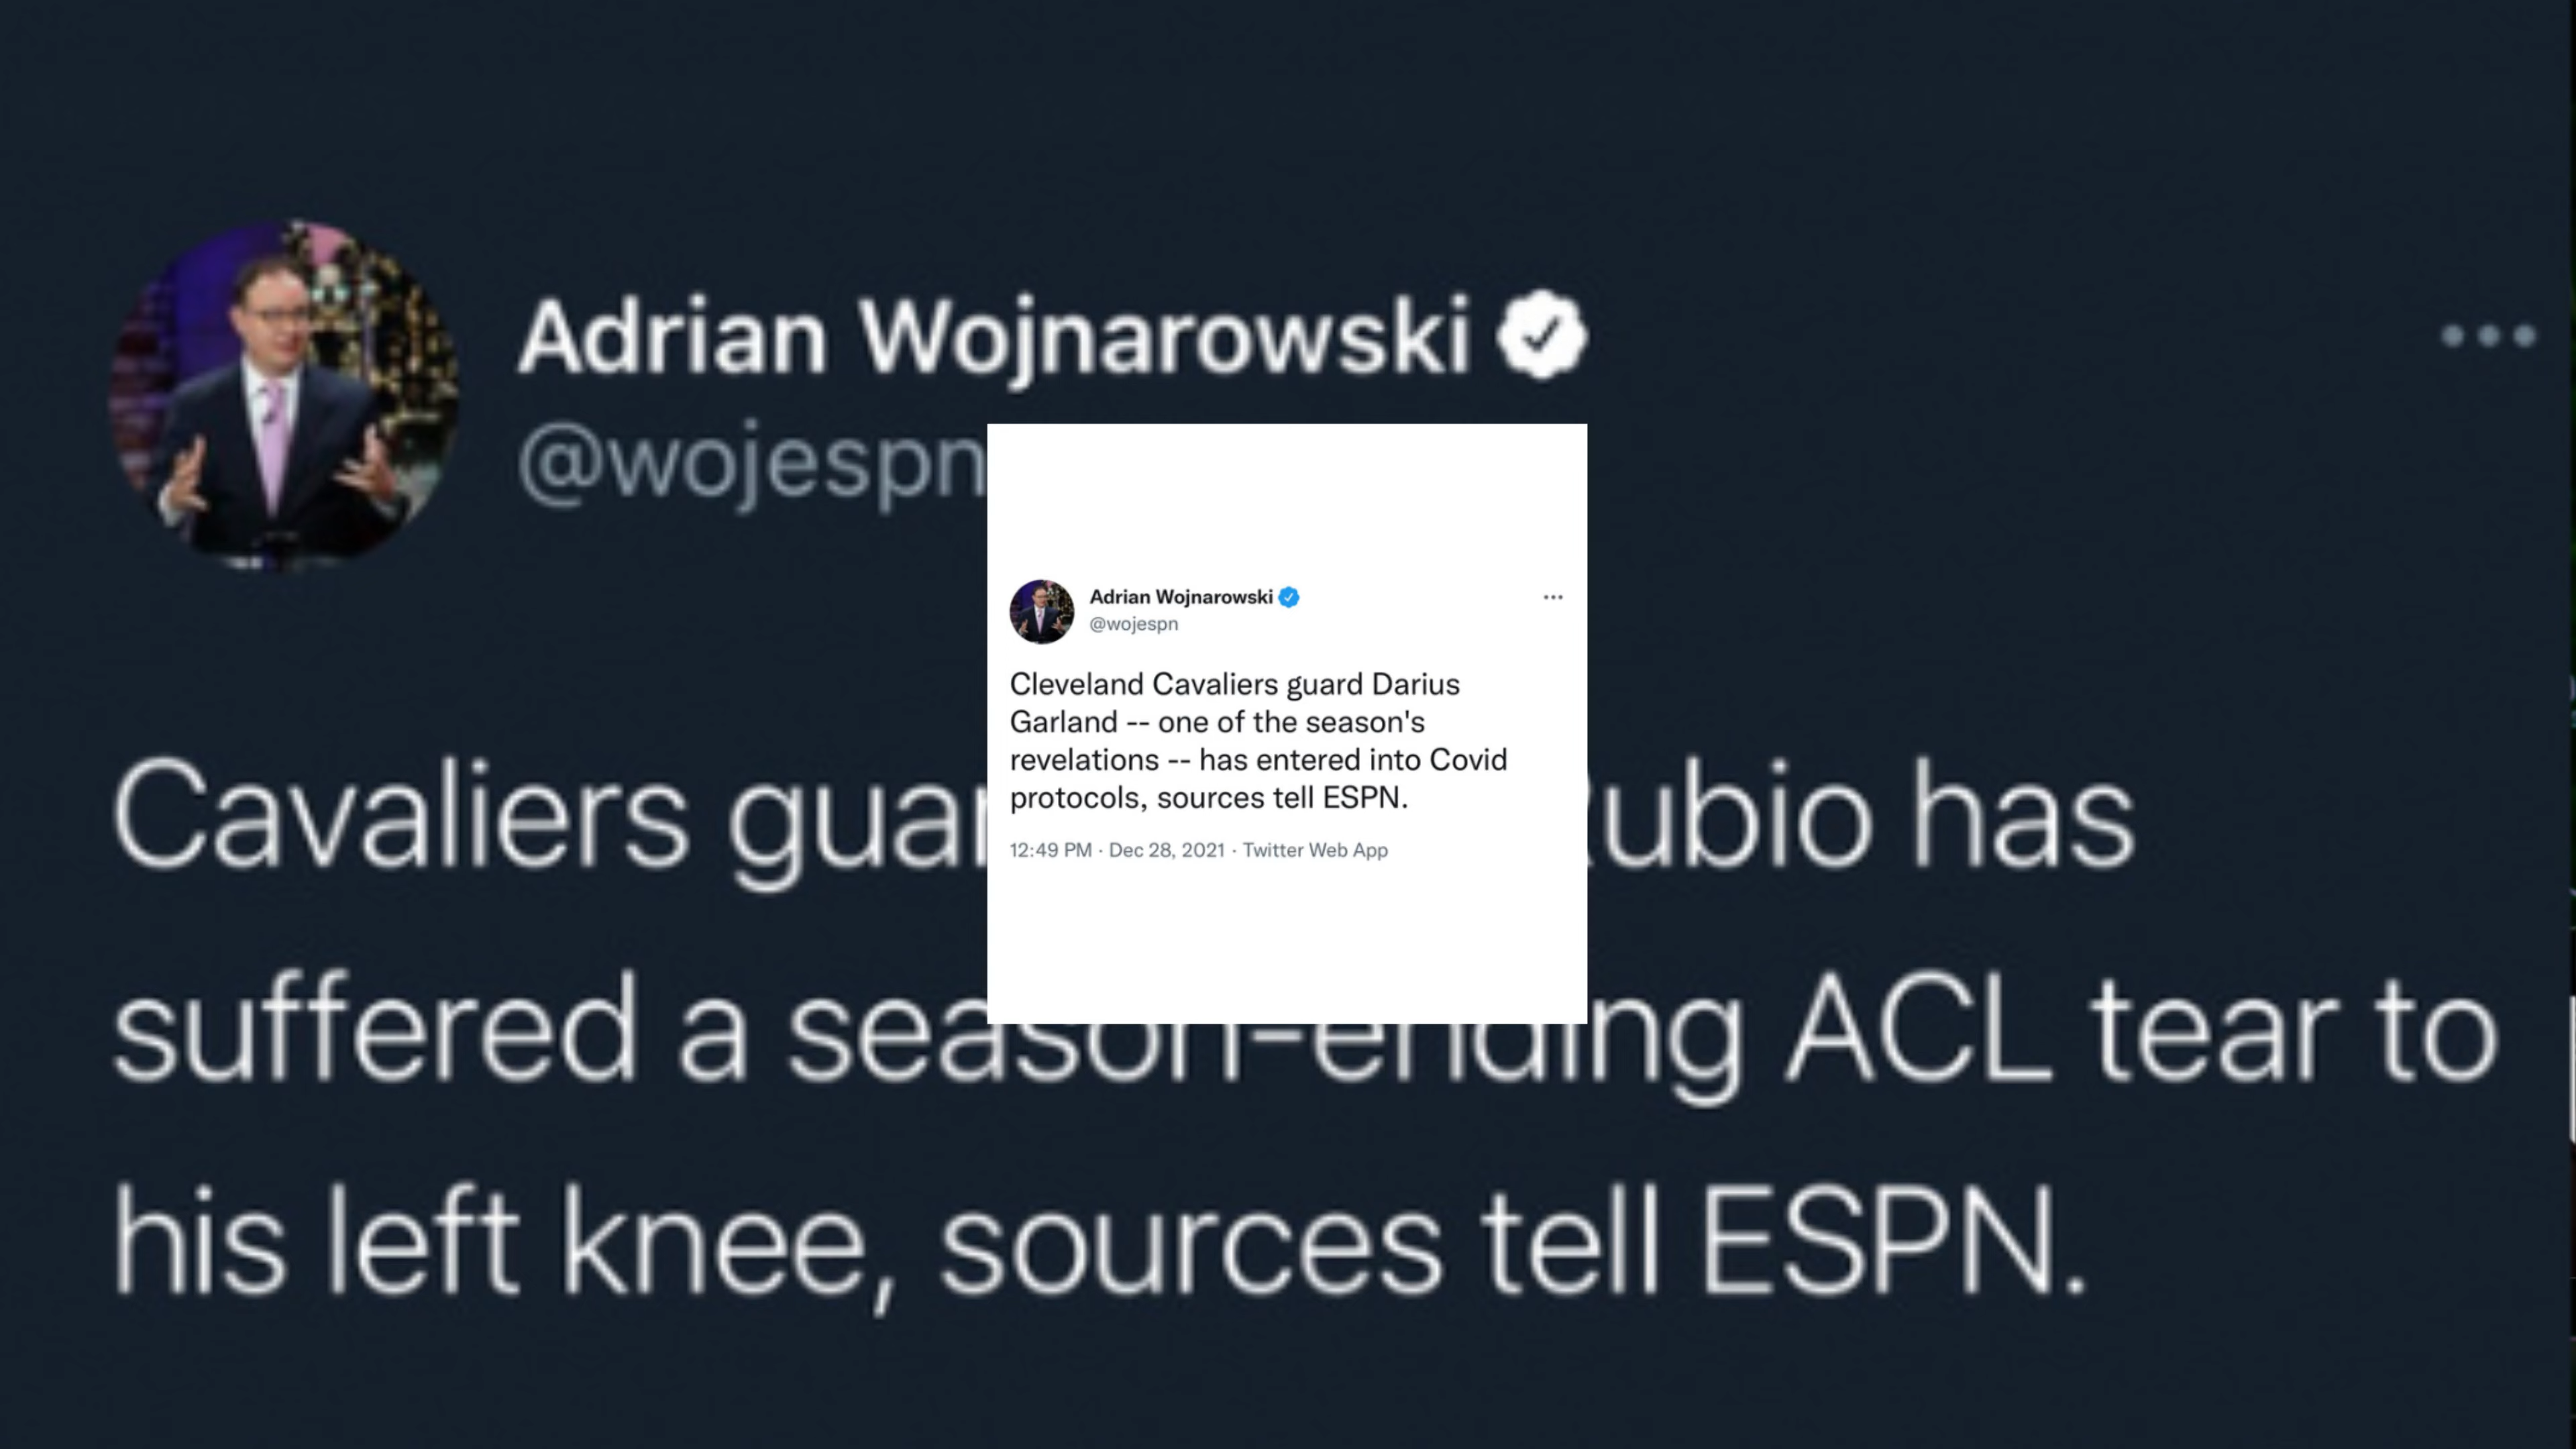 Adrian Wojnarowski
@wojespn
Cavaliers guar ubio has
suffered a season-ending ACL tear to
his left knee, sources tell ESPN.
Adrian Wojnarowski
@wojespn
Cleveland Cavaliers guard Darius
Garland -- one of the season's
revelations -- has entered into Covid
protocols, sources tell ESPN.
12:49 PM · Dec 28, 2021 · Twitter Web App